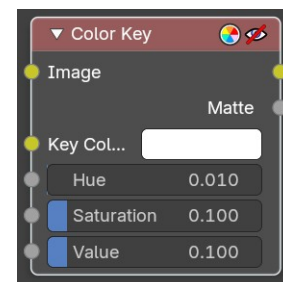 Color Key
Image
Matte
Key Col...
Hue 0.010
Saturation 0.100
Value 0.100